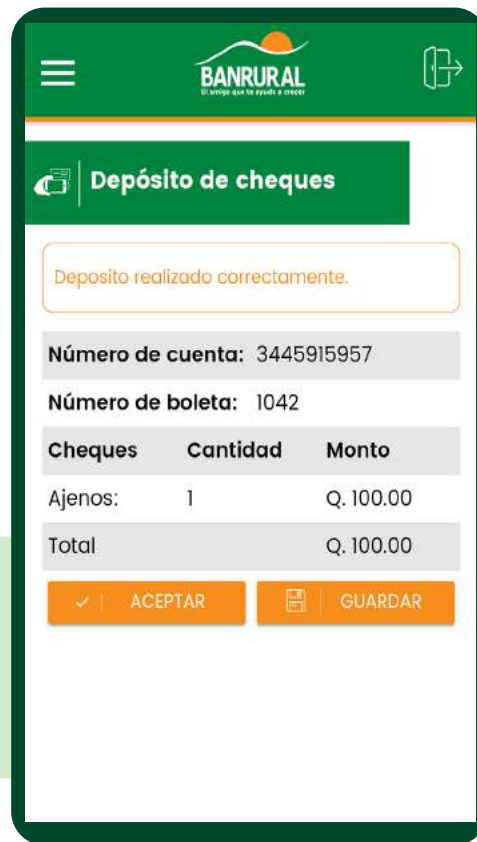 BANRURAL
El amigo que te ayuda a crecer
Depósito de cheques
Deposito realizado correctamente.
Número de cuenta: 3445915957
Número de boleta: 1042
Cheques Cantidad Monto
Ajenos: 1 Q. 100.00
Total Q. 100.00
ACEPTAR GUARDAR